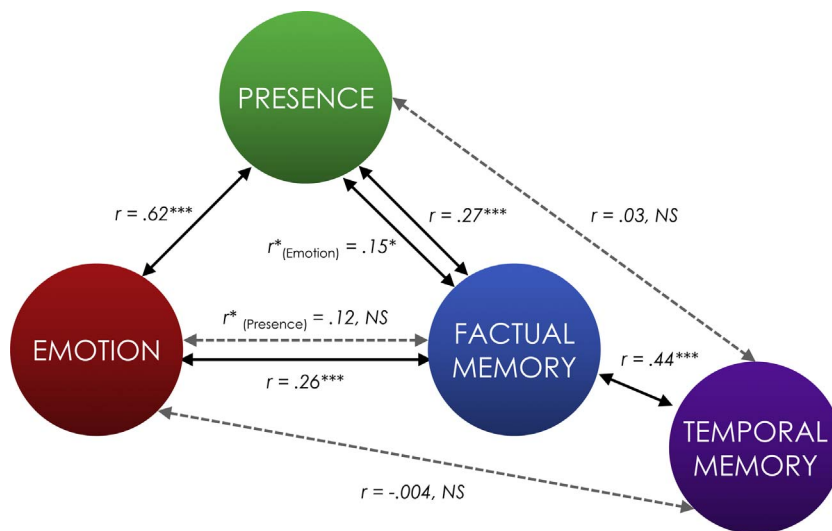 PRESENCE
r = .62***
r = .27***
r = .03, NS
r*(Emotion) = .15*
r* (Presence) = .12, NS
EMOTION
FACTUAL
MEMORY
r = .44***
r = .26***
TEMPORAL
MEMORY
r = -.004, NS